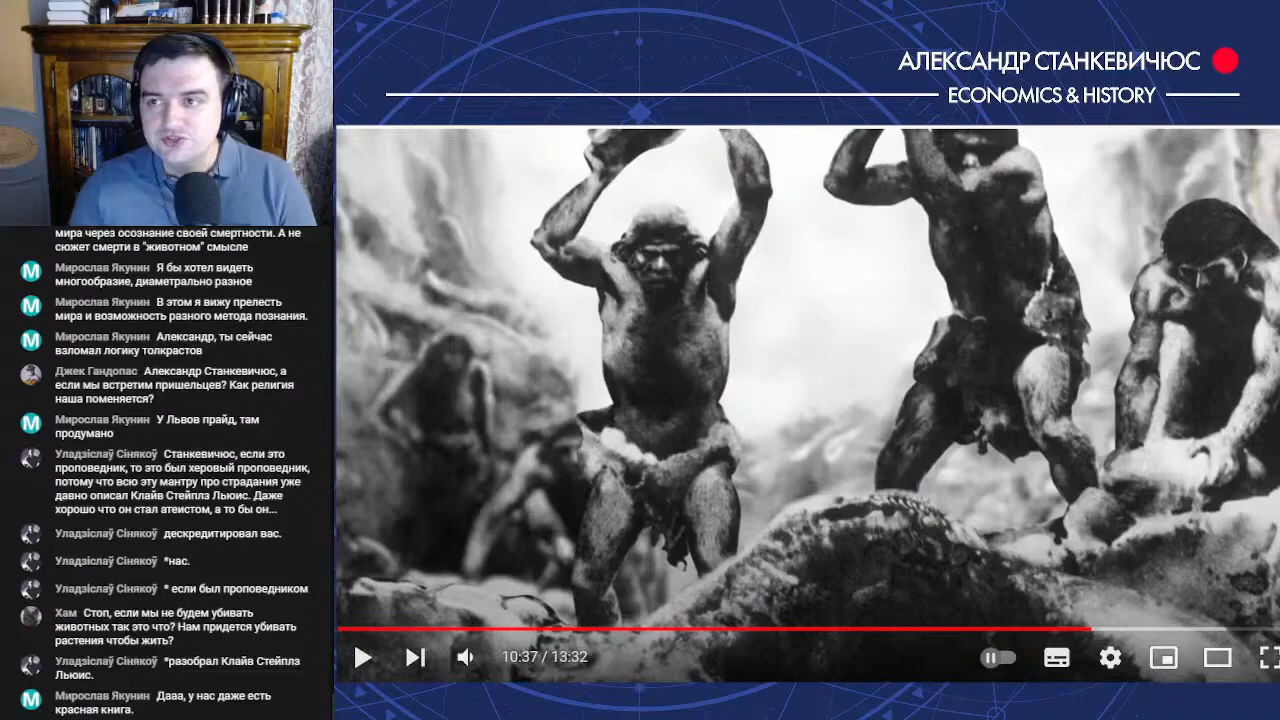 АЛЕКСАНДР СТАНКЕВИЧЮС
ECONOMICS & HISTORY
мира через осознание своей смертности. А не
сюжет смерти в "животном" смысле
М
Мирослав Якунин Я бы хотел видеть
многообразие, диаметрально разное
М
Мирослав Якунин В этом я вижу прелесть
мира и возможность разного метода познания.
М
Мирослав Якунин Александр, ты сейчас
взломал логику толкрастов
Джек Гандопас Александр Станкевичюс, а
если мы встретим пришельцев? Как религия
наша поменяется?
М
Мирослав Якунин У Львов прайд, там
продумано
Уладзіслаў Сінякоў Станкевичюс, если это
проповедник, то это был херовый проповедник,
потому что всю эту мантру про страдания уже
давно описал Клайв Стейплз Льюис. Даже
хорошо что он стал атеистом, а то бы он...
Уладзіслаў Сінякоў дескредитировал вас.
Уладзіслаў Сінякоў *нас.
Уладзіслаў Сінякоў * если был проповедником
Хам Стоп, если мы не будем убивать
животных так это что? Нам придется убивать
растения чтобы жить?
Уладзіслаў Сінякоў *разобрал Клайв Стейплз
Льюис.
М
Мирослав Якунин Дааа, у нас даже есть
красная книга.
10:37 / 13:32